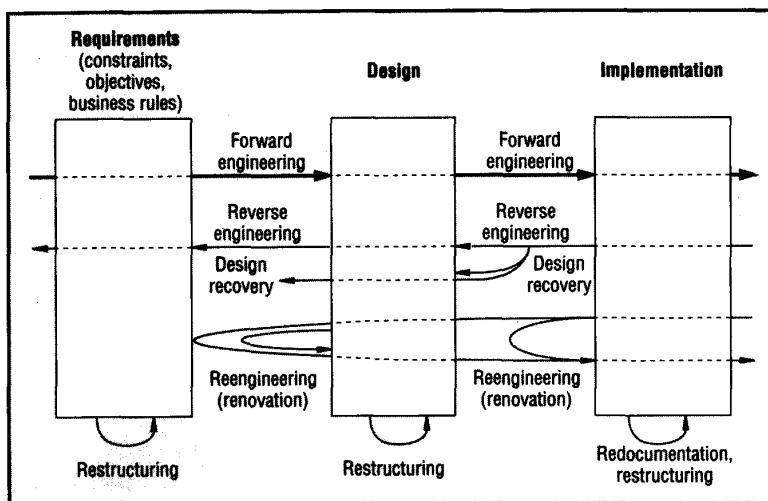 Requirements
(constraints,
objectives,
business rules)
Design
Implementation
Forward
engineering
Forward
engineering
Reverse
engineering
Reverse
engineering
Design
recovery
Design
recovery
Reengineering
(renovation)
Reengineering
(renovation)
Restructuring
Restructuring
Redocumentation,
restructuring